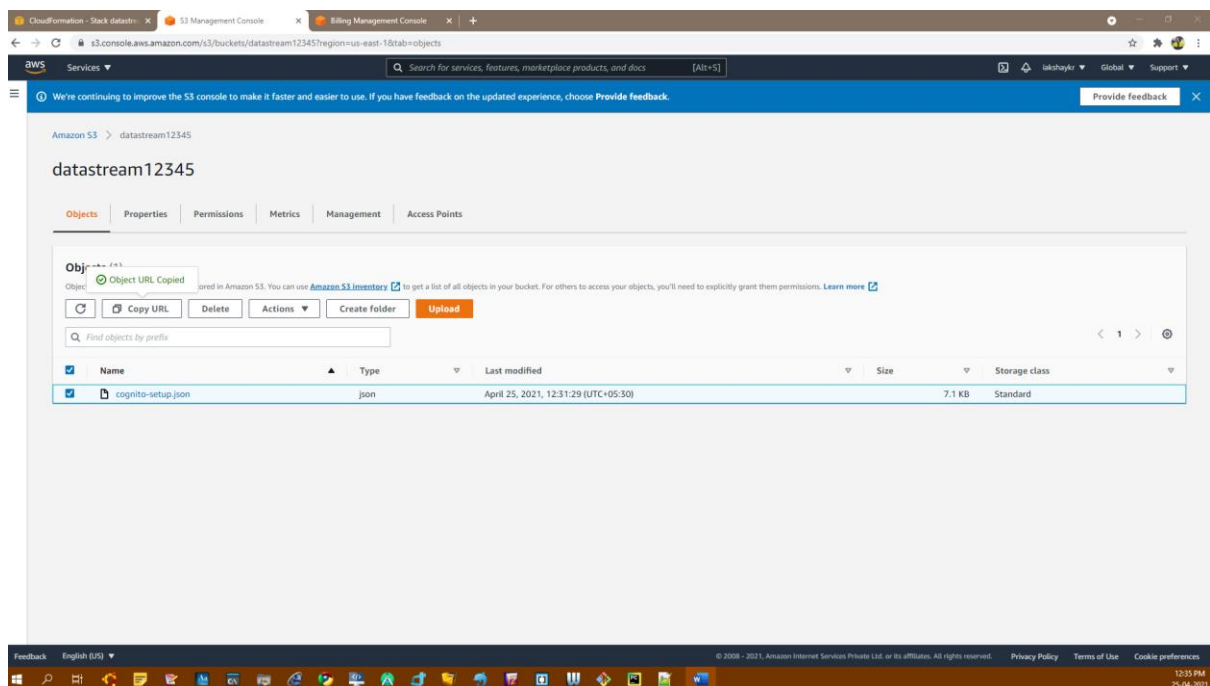 CloudFormation - Stack datastre
S3 Management Console
Billing Management Console
s3.console.aws.amazon.com/s3/buckets/datastream12345?region=us-east-1&tab=objects
aws
Services
Search for services, features, marketplace products, and docs
[Alt+S]
lakshaykr
Global
Support
We're continuing to improve the S3 console to make it faster and easier to use. If you have feedback on the updated experience, choose Provide feedback.
Provide feedback
Amazon S3 > datastream12345
datastream12345
Objects
Properties
Permissions
Metrics
Management
Access Points
Object URL Copied
ored in Amazon S3. You can use Amazon S3 inventory to get a list of all objects in your bucket. For others to access your objects, you'll need to explicitly grant them permissions. Learn more
Copy URL
Delete
Actions
Create folder
Upload
Find objects by prefix
< 1 >
Name
Type
Last modified
Size
Storage class
cognito-setup.json
json
April 25, 2021, 12:31:29 (UTC+05:30)
7.1 KB
Standard
Feedback
English (US)
© 2008 - 2021, Amazon Internet Services Private Ltd. or its affiliates. All rights reserved.
Privacy Policy
Terms of Use
Cookie preferences
12:35 PM
25-04-2021